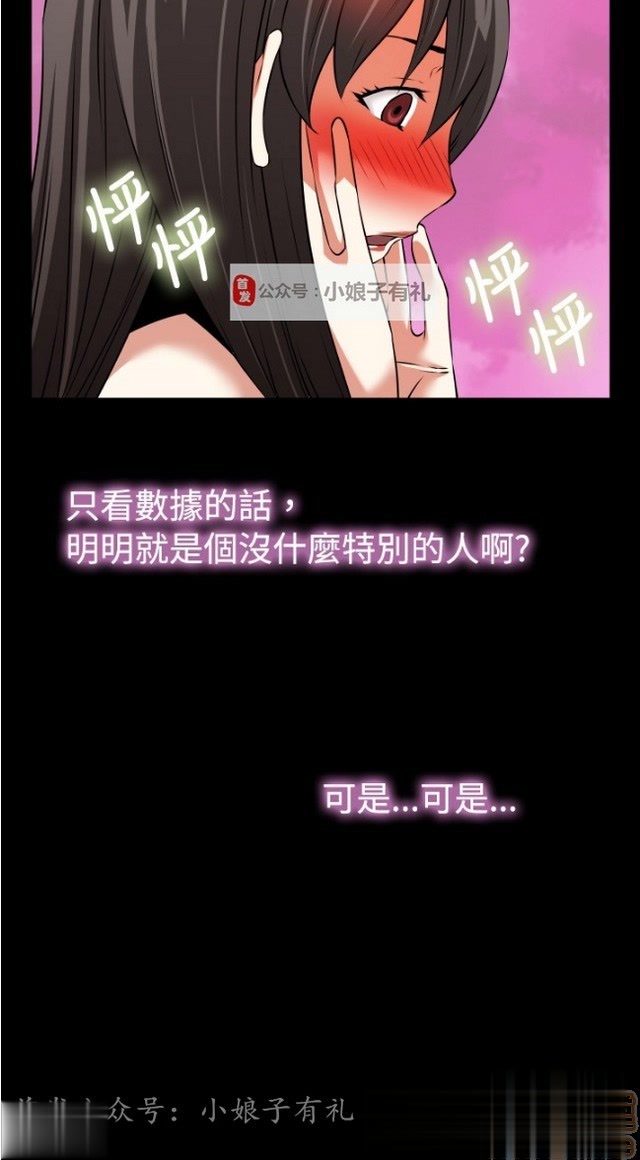 怦
怦
首发 公众号:小娘子有礼
怦
怦
只看數據的話，
明明就是個沒什麼特別的人啊?
可是...可是...
众号: 小娘子有礼